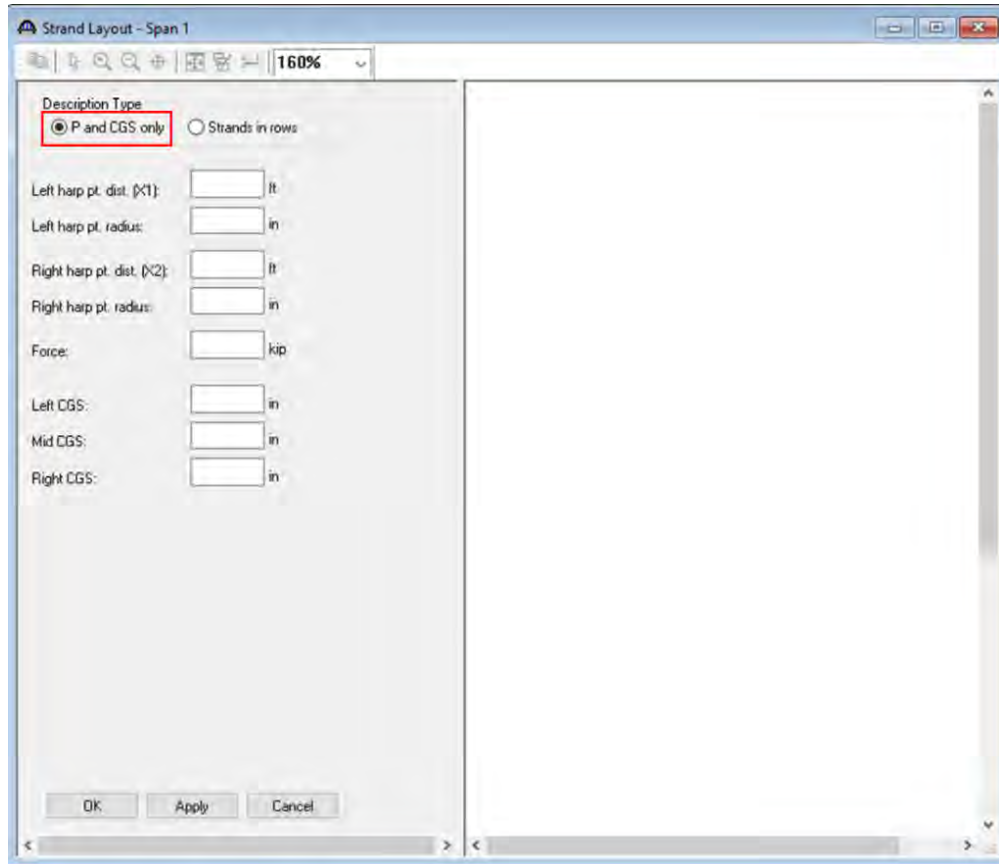 Strand Layout - Span 1
160%
Description Type
P and CGS only
Strands in rows
Left harp pt. dist. (X1): ft
Left harp pt. radius: in
Right harp pt. dist. (X2): ft
Right harp pt. radius: in
Force: kip
Left CGS: in
Mid CGS: in
Right CGS: in
OK Apply Cancel